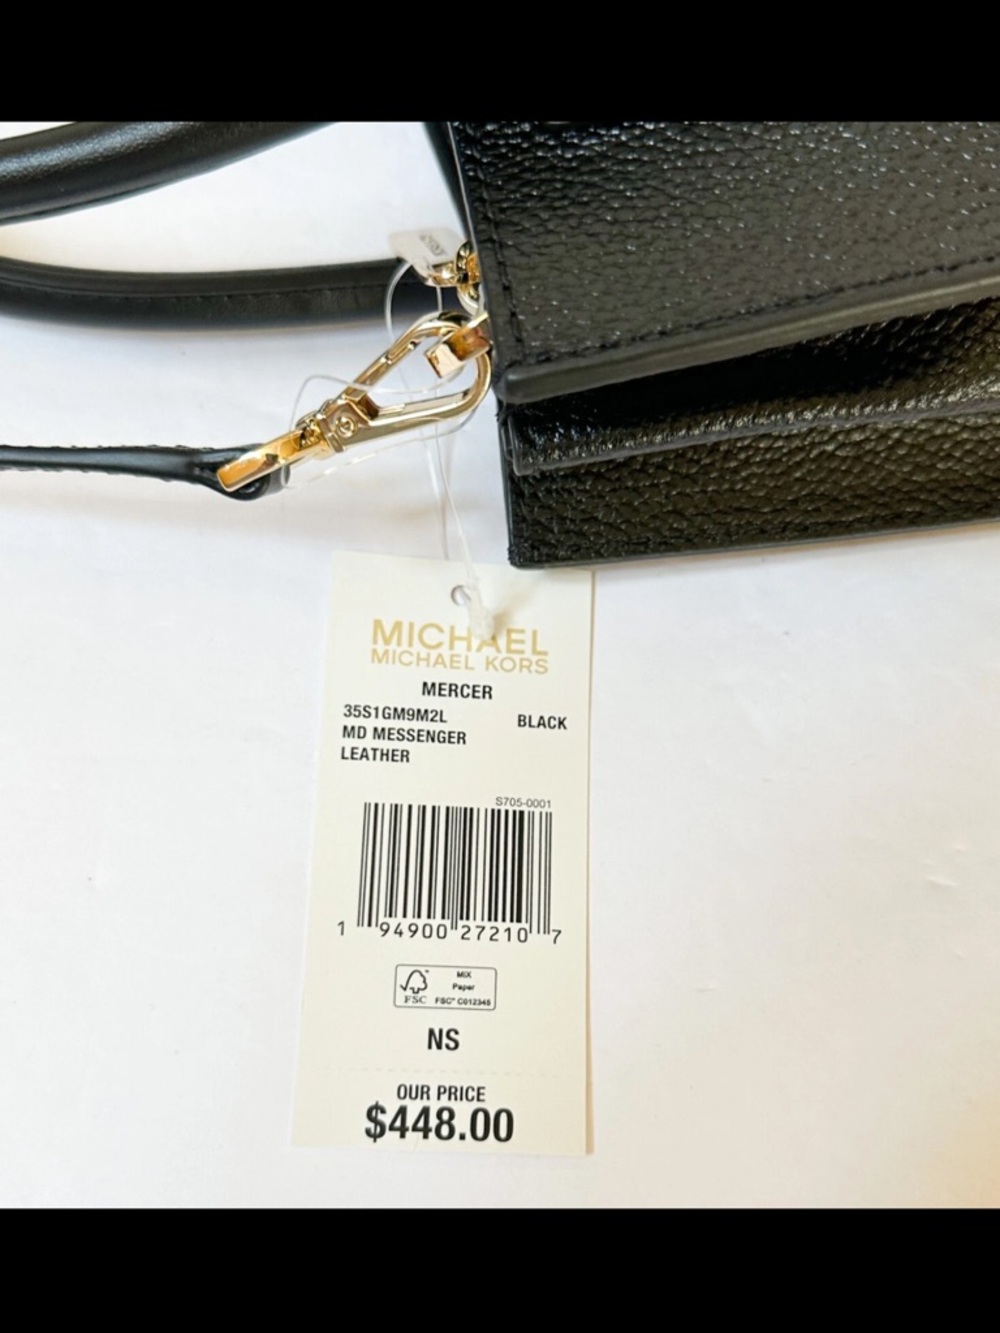 MICHAEL
MICHAEL KORS
MERCER
35S1GM9M2L BLACK
MD MESSENGER
LEATHER
S705-0001
1 94900 27210 7
MIX
Paper
FSC FSC® C012345
NS
OUR PRICE
$448.00